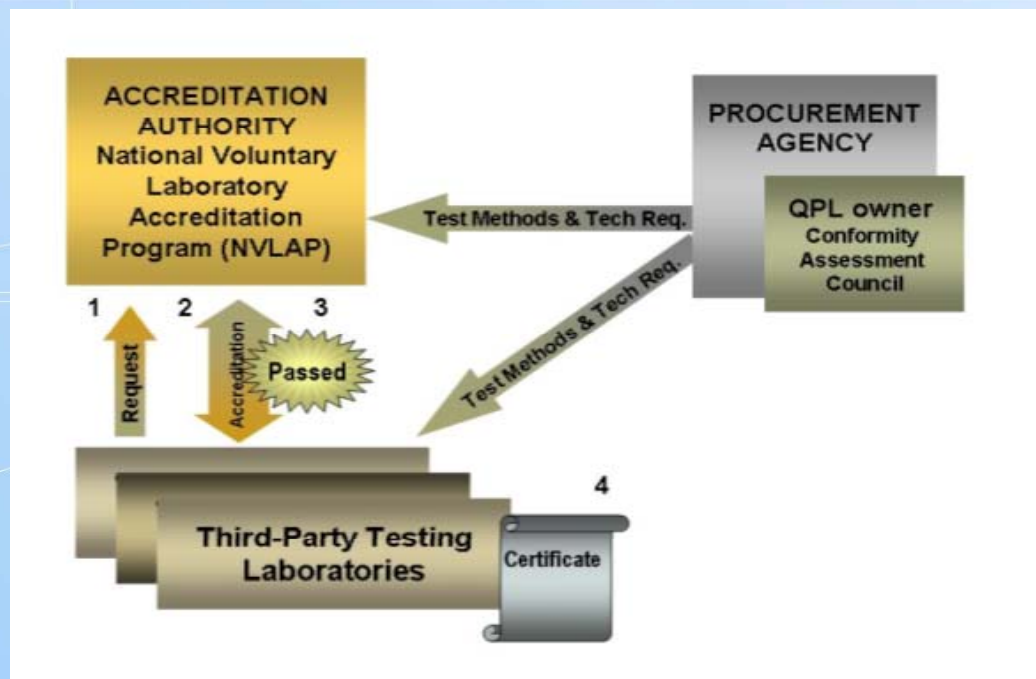 ACCREDITATION
AUTHORITY
National Voluntary
Laboratory
Accreditation
Program (NVLAP)
PROCUREMENT
AGENCY
QPL owner
Conformity
Assessment
Council
Test Methods & Tech Req.
Test Methods & Tech Req.
1
2
3
Request
Accreditation
Passed
4
Third-Party Testing
Laboratories
Certificate